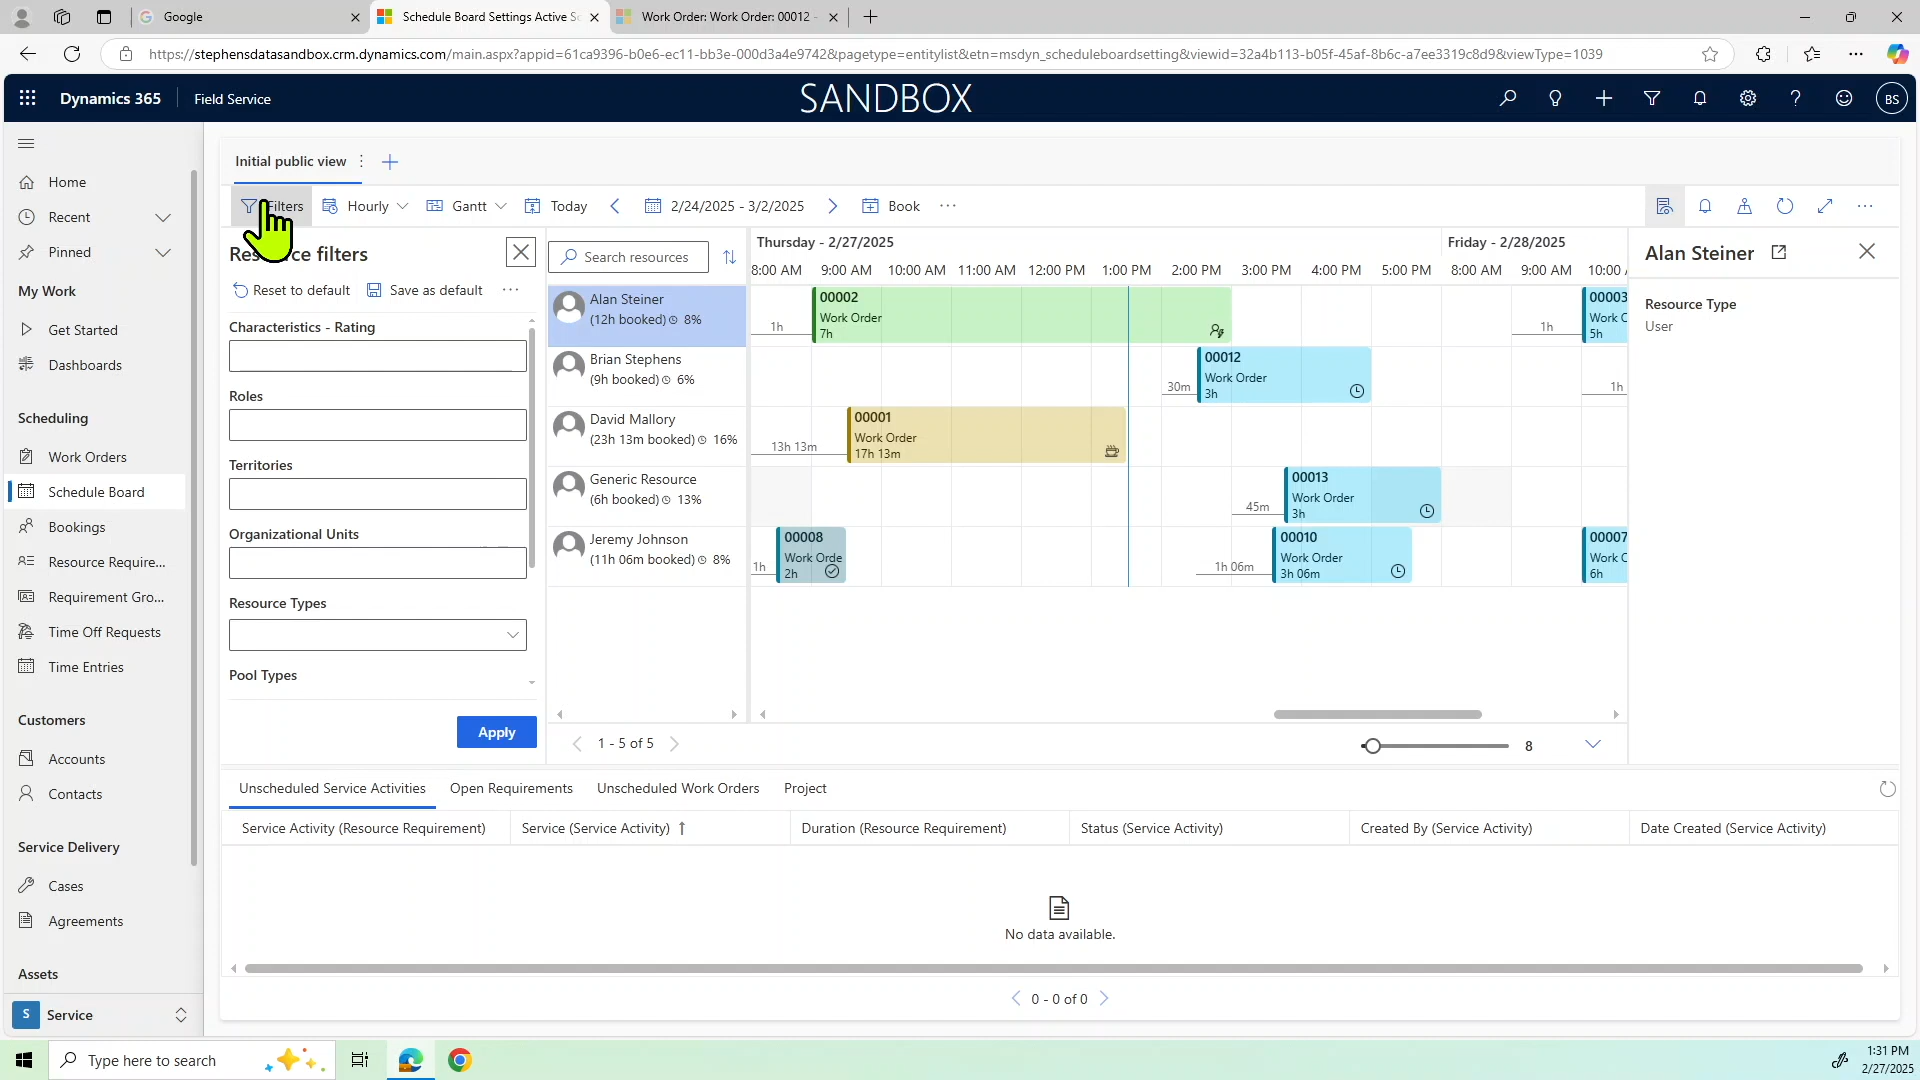 Google
Schedule Board Settings Active Sc
Work Order: Work Order: 00012 -
https://stephensdatasandbox.crm.dynamics.com/main.aspx?appid=61ca9396-b0e6-ec11-bb3e-000d3a4e9742&pagetype=entitylist&etn=msdyn_scheduleboardsetting&viewid=32a4b113-b05f-45af-8b6c-a7ee3319c8d9&viewType=1039
Dynamics 365
Field Service
SANDBOX
BS
Home
Recent
Pinned
My Work
Get Started
Dashboards
Scheduling
Work Orders
Schedule Board
Bookings
Resource Require...
Requirement Gro...
Time Off Requests
Time Entries
Customers
Accounts
Contacts
Service Delivery
Cases
Agreements
Assets
S Service
Initial public view
Filters
Hourly
Gantt
Today
2/24/2025 - 3/2/2025
Book
Resource filters
Reset to default
Save as default
Characteristics - Rating
Roles
Territories
Organizational Units
Resource Types
Pool Types
Apply
Search resources
Alan Steiner
(12h booked) 8%
Brian Stephens
(9h booked) 6%
David Mallory
(23h 13m booked) 16%
Generic Resource
(6h booked) 13%
Jeremy Johnson
(11h 06m booked) 8%
1 - 5 of 5
Thursday - 2/27/2025
Friday - 2/28/2025
8:00 AM 9:00 AM 10:00 AM 11:00 AM 12:00 PM 1:00 PM 2:00 PM 3:00 PM 4:00 PM 5:00 PM 8:00 AM 9:00 AM 10:00
1h
00002
Work Order
7h
1h
00003
Work O
5h
30m
00012
Work Order
3h
1h
13h 13m
00001
Work Order
17h 13m
45m
00013
Work Order
3h
1h
00008
Work Orde
2h
1h 06m
00010
Work Order
3h 06m
00007
Work O
6h
8
Alan Steiner
Resource Type
User
Unscheduled Service Activities
Open Requirements
Unscheduled Work Orders
Project
Service Activity (Resource Requirement)
Service (Service Activity)
Duration (Resource Requirement)
Status (Service Activity)
Created By (Service Activity)
Date Created (Service Activity)
No data available.
0 - 0 of 0
Type here to search
1:31 PM
2/27/2025